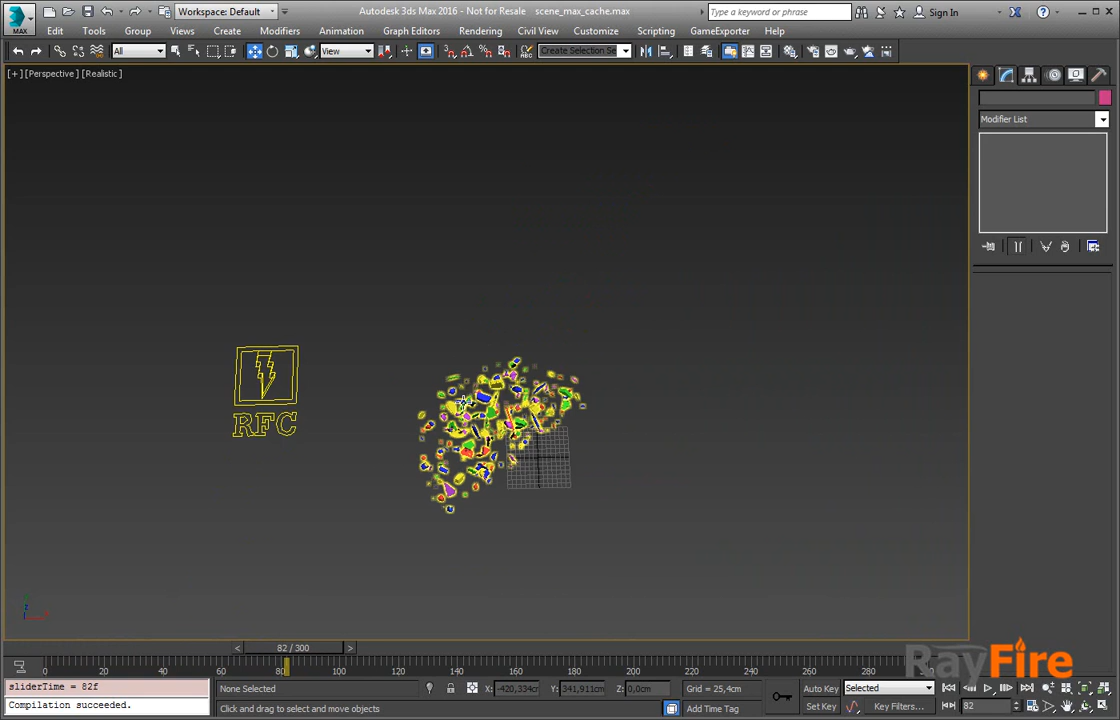 MAX
Workspace: Default
Autodesk 3ds Max 2016 - Not for Resale scene_max_cache.max
Type a keyword or phrase
Sign In
Edit Tools Group Views Create Modifiers Animation Graph Editors Rendering Civil View Customize Scripting GameExporter Help
All
View
Create Selection Se
[+] [Perspective] [Realistic]
Modifier List
RFC
< 82 / 300 >
0 20 40 60 80 100 120 140 160 180 200 220 240 260 280
RayFire
sliderTime = 82f
Compilation succeeded.
None Selected
X: -420,334cm Y: 341,911cm Z: 0,0cm
Grid = 25,4cm
Auto Key
Selected
Click and drag to select and move objects
Add Time Tag
Set Key
Key Filters...
82